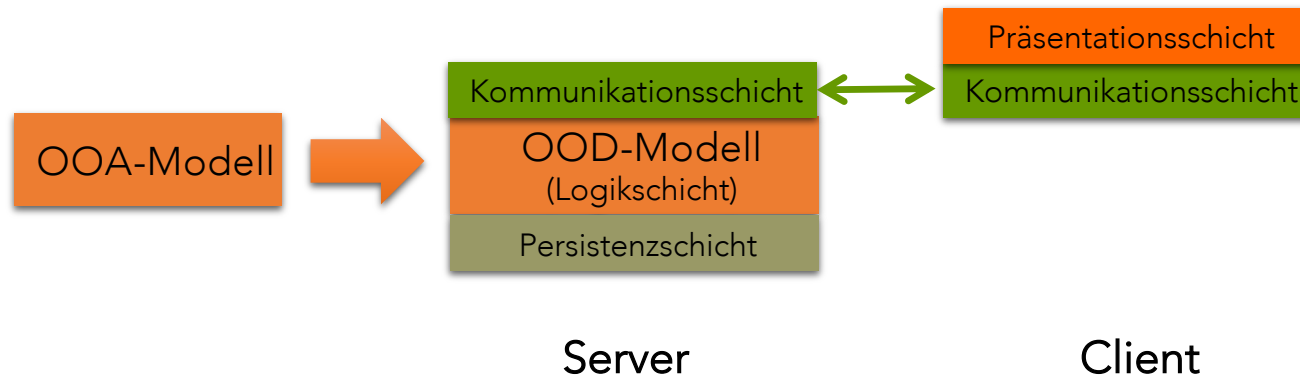 Präsentationsschicht
Kommunikationsschicht
Kommunikationsschicht
OOA-Modell
OOD-Modell
(Logikschicht)
Persistenzschicht
Server
Client